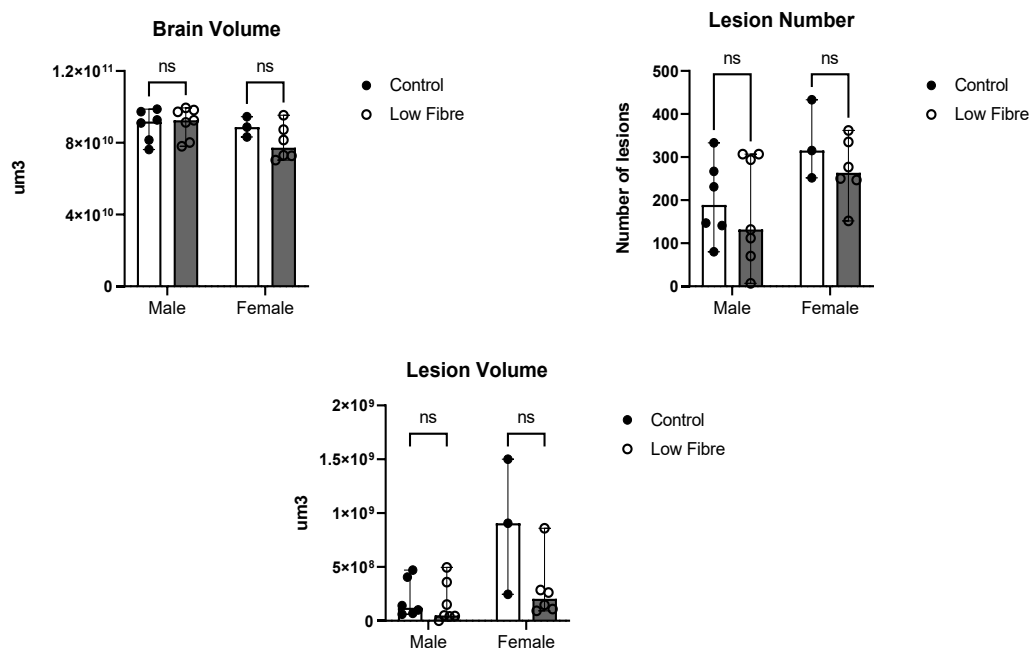 Brain Volume
ns
ns
1.2×10¹¹
8×10¹⁰
4×10¹⁰
0
um3
Male
Female
Control
Low Fibre
Lesion Number
ns
ns
500
400
300
200
100
0
Number of lesions
Male
Female
Control
Low Fibre
Lesion Volume
ns
ns
2×10⁹
1.5×10⁹
1×10⁹
5×10⁸
0
um3
Male
Female
Control
Low Fibre